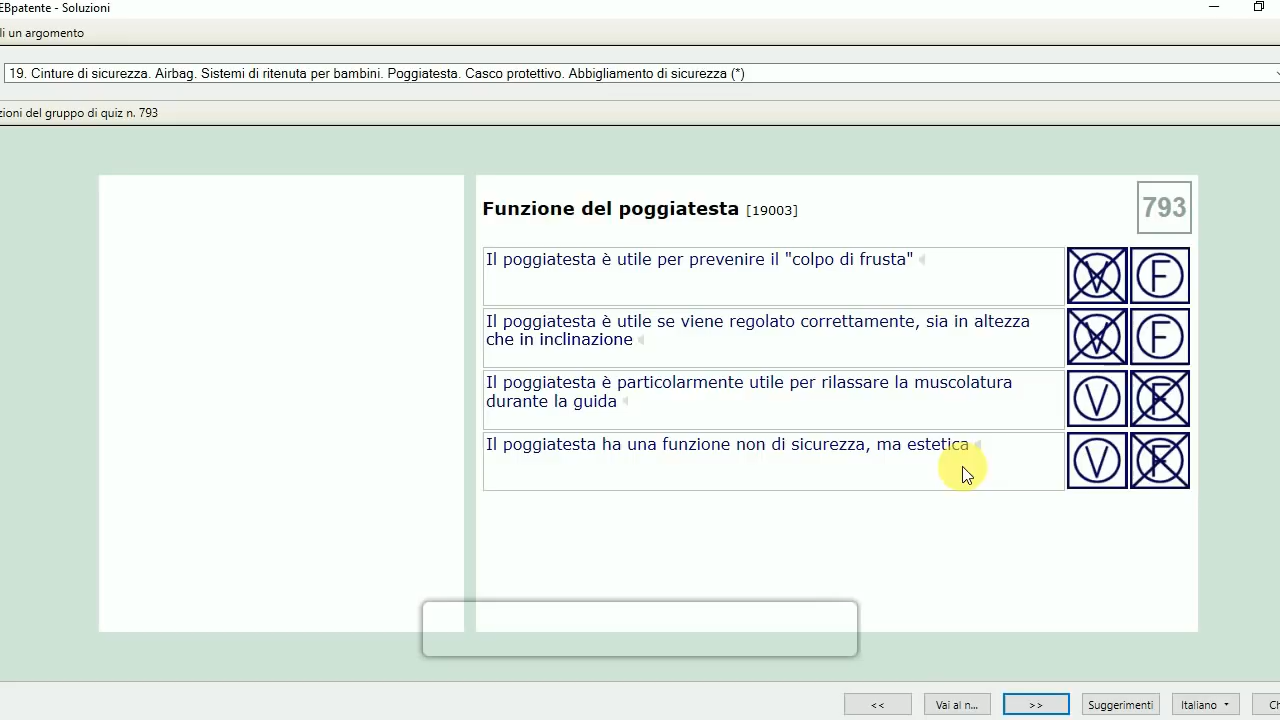 EBpatente - Soluzioni
li un argomento
19. Cinture di sicurezza. Airbag. Sistemi di ritenuta per bambini. Poggiatesta. Casco protettivo. Abbigliamento di sicurezza (*)
zioni del gruppo di quiz n. 793
Funzione del poggiatesta [19003]
793
Il poggiatesta è utile per prevenire il "colpo di frusta"
V F
Il poggiatesta è utile se viene regolato correttamente, sia in altezza
che in inclinazione
V F
Il poggiatesta è particolarmente utile per rilassare la muscolatura
durante la guida
V F
Il poggiatesta ha una funzione non di sicurezza, ma estetica
V F
<< Vai al n... >> Suggerimenti Italiano